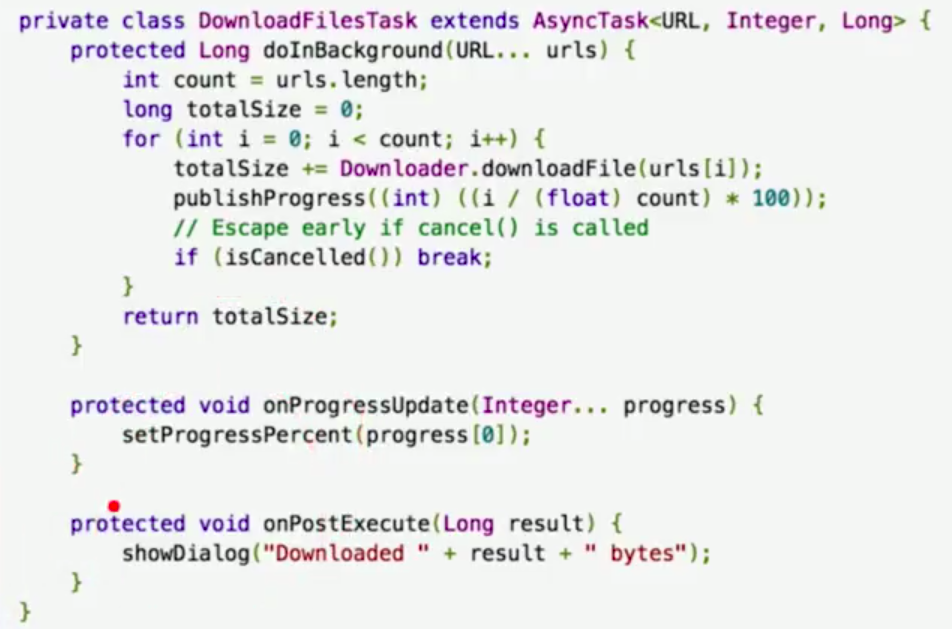 private class DownloadFilesTask extends AsyncTask<URL, Integer, Long> {
    protected Long doInBackground(URL... urls) {
        int count = urls.length;
        long totalSize = 0;
        for (int i = 0; i < count; i++) {
            totalSize += Downloader.downloadFile(urls[i]);
            publishProgress((int) ((i / (float) count) * 100));
            // Escape early if cancel() is called
            if (isCancelled()) break;
        }
        return totalSize;
    }

    protected void onProgressUpdate(Integer... progress) {
        setProgressPercent(progress[0]);
    }

    protected void onPostExecute(Long result) {
        showDialog("Downloaded " + result + " bytes");
    }
}